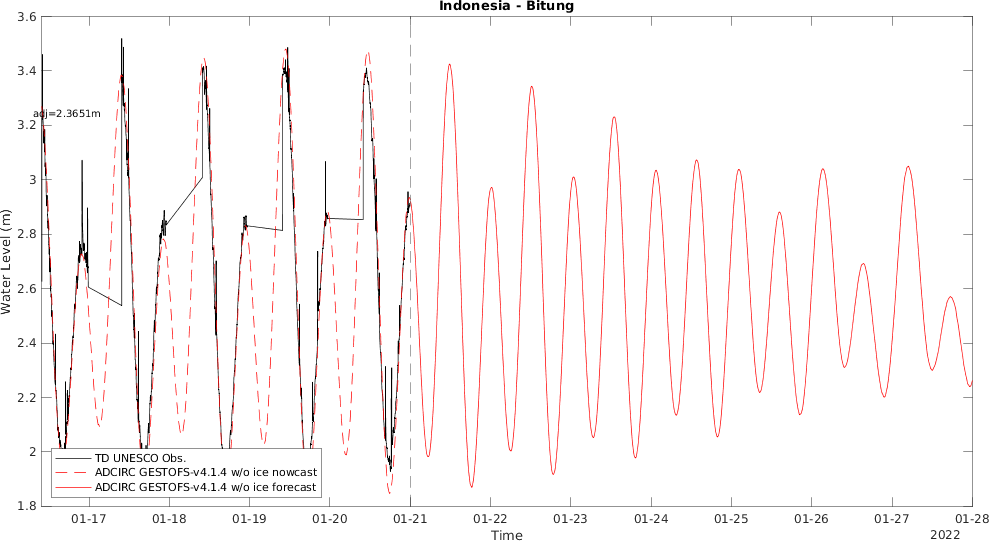 Indonesia - Bitung
3.6
3.4
adj=2.3651m
3.2
3
2.8
Water Level (m)
2.6
2.4
2.2
2
1.8
TD UNESCO Obs.
ADCIRC GESTOFS-v4.1.4 w/o ice nowcast
ADCIRC GESTOFS-v4.1.4 w/o ice forecast
01-17 01-18 01-19 01-20 01-21 01-22 01-23 01-24 01-25 01-26 01-27 01-28
Time
2022